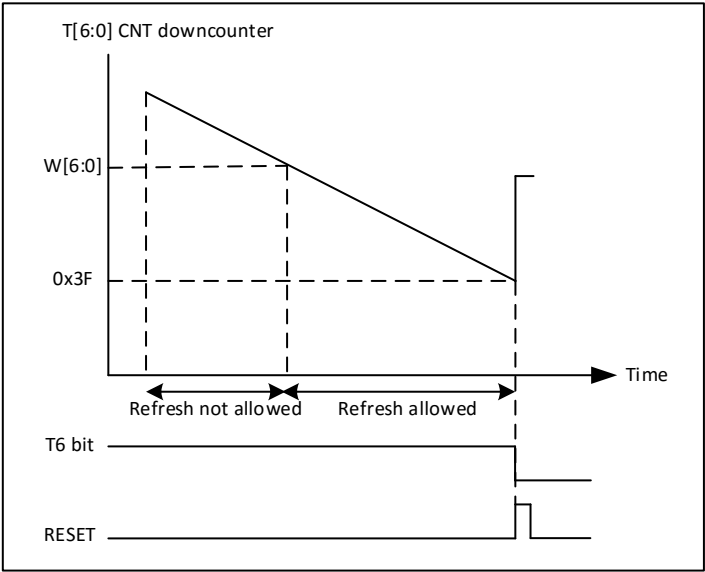 T[6:0] CNT downcounter
W[6:0]
0x3F
Time
Refresh not allowed
Refresh allowed
T6 bit
RESET